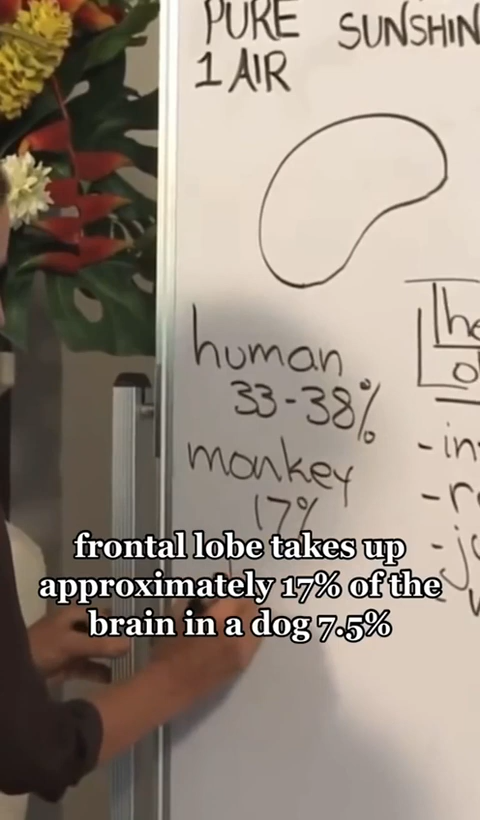 PURE SUNSHIN
1 AIR
human
33-38%
monkey
17%
The
o
-in
-r
-j
frontal lobe takes up
approximately 17% of the
brain in a dog 7.5%